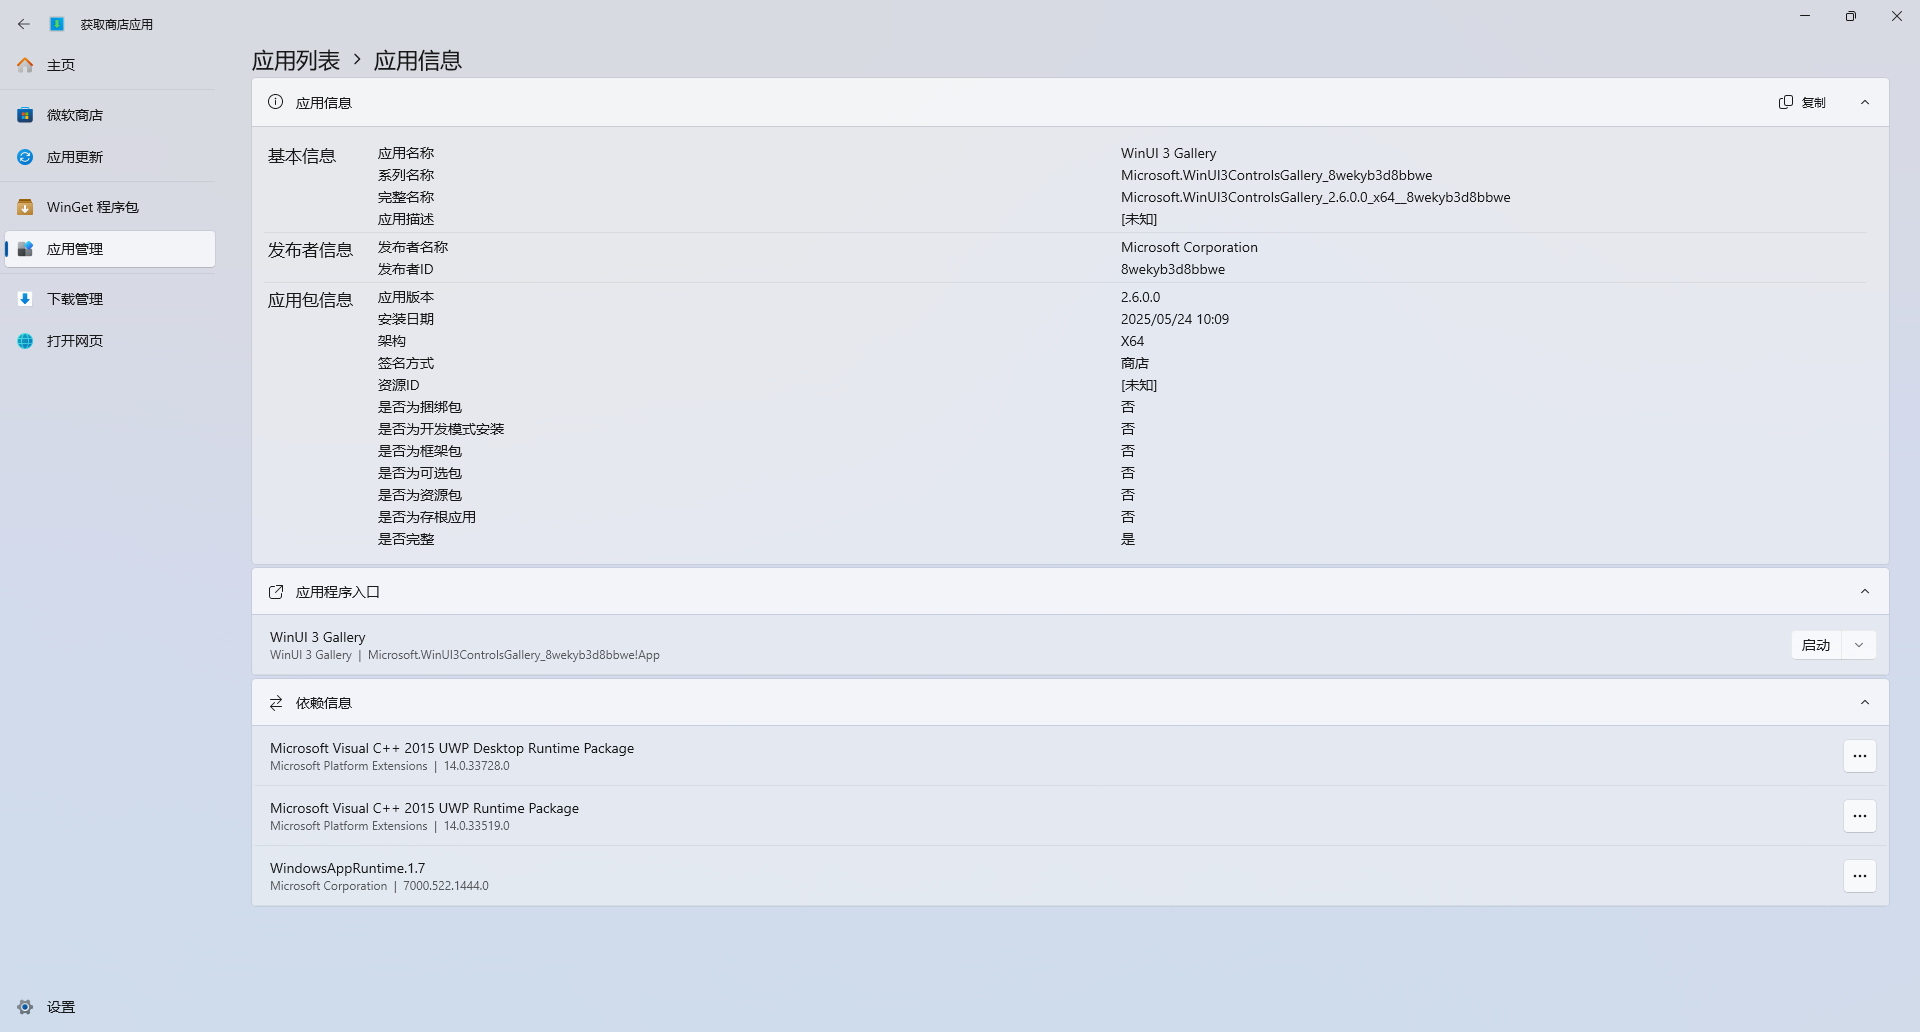 获取商店应用
主页
微软商店
应用更新
WinGet 程序包
应用管理
下载管理
打开网页
设置
应用列表 > 应用信息
应用信息
复制
基本信息
应用名称 WinUI 3 Gallery
系列名称 Microsoft.WinUI3ControlsGallery_8wekyb3d8bbwe
完整名称 Microsoft.WinUI3ControlsGallery_2.6.0.0_x64__8wekyb3d8bbwe
应用描述 [未知]
发布者信息
发布者名称 Microsoft Corporation
发布者ID 8wekyb3d8bbwe
应用包信息
应用版本 2.6.0.0
安装日期 2025/05/24 10:09
架构 X64
签名方式 商店
资源ID [未知]
是否为捆绑包 否
是否为开发模式安装 否
是否为框架包 否
是否为可选包 否
是否为资源包 否
是否为存根应用 否
是否完整 是
应用程序入口
WinUI 3 Gallery
WinUI 3 Gallery | Microsoft.WinUI3ControlsGallery_8wekyb3d8bbwe!App
启动
依赖信息
Microsoft Visual C++ 2015 UWP Desktop Runtime Package
Microsoft Platform Extensions | 14.0.33728.0
Microsoft Visual C++ 2015 UWP Runtime Package
Microsoft Platform Extensions | 14.0.33519.0
WindowsAppRuntime.1.7
Microsoft Corporation | 7000.522.1444.0